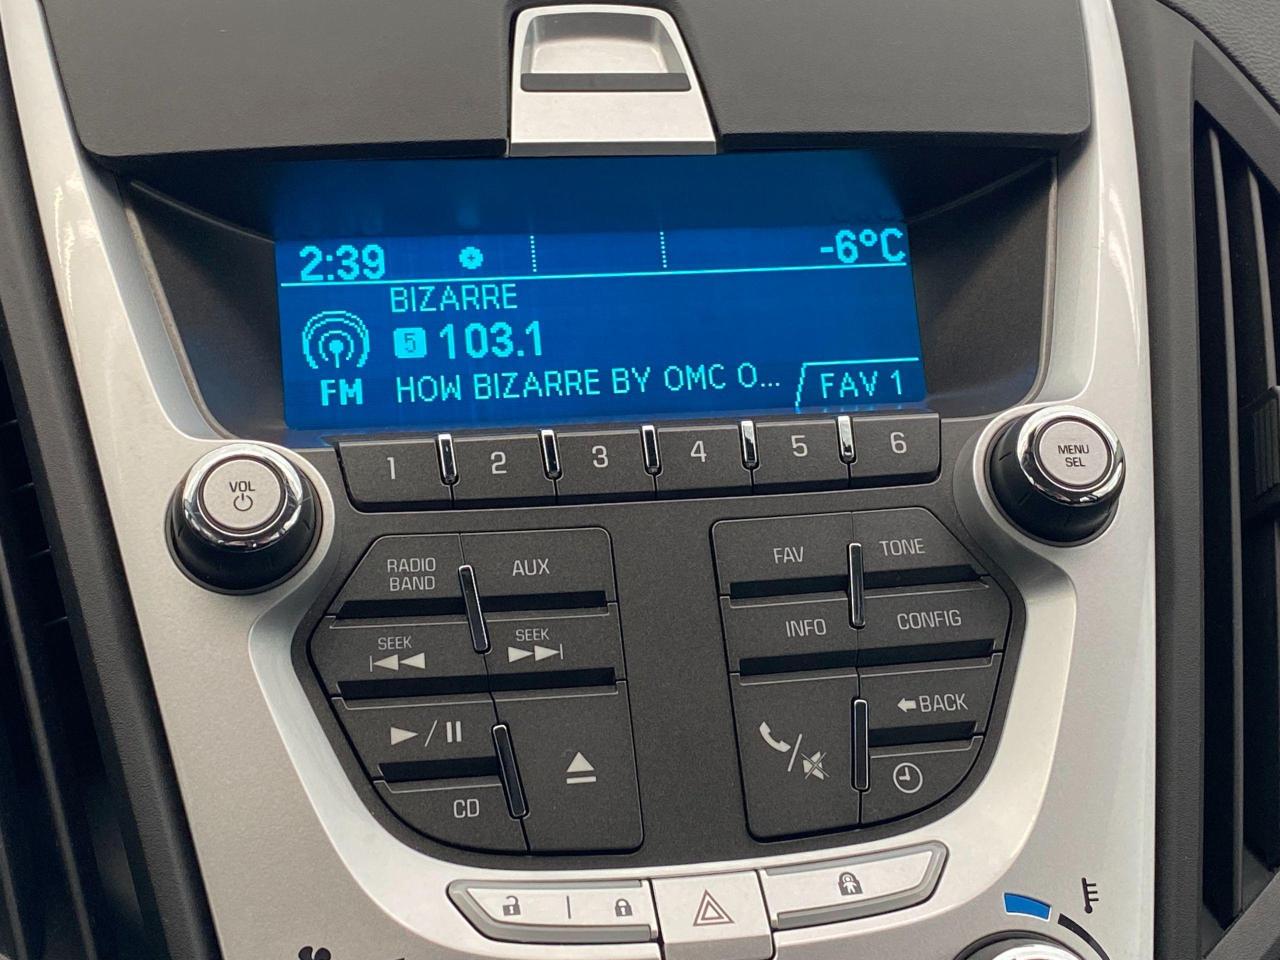 2:39 -6°C
BIZARRE
5 103.1
FM HOW BIZARRE BY OMC O... FAV 1
1 2 3 4 5 6
VOL
MENU
SEL
RADIO
BAND
AUX
FAV
TONE
SEEK
SEEK
INFO
CONFIG
BACK
CD